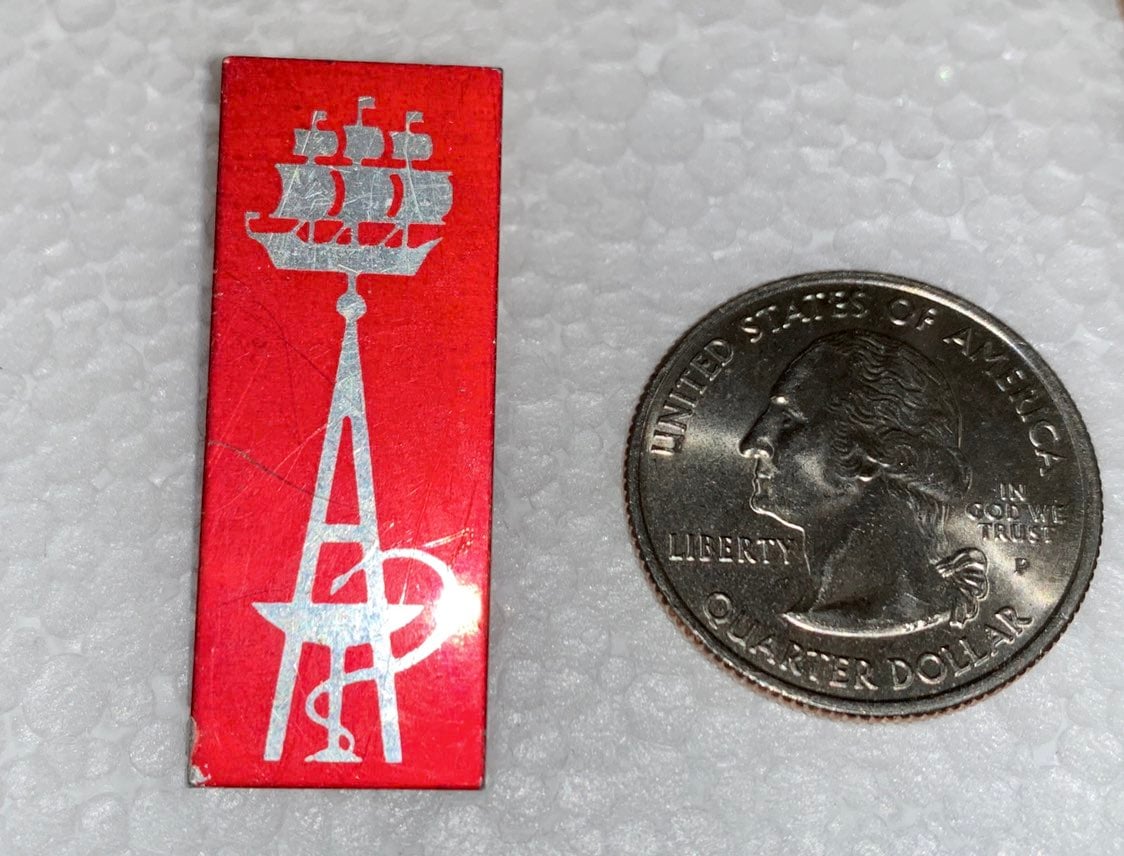 UNITED STATES OF AMERICA
LIBERTY
IN
GOD WE
TRUST
P
QUARTER DOLLAR